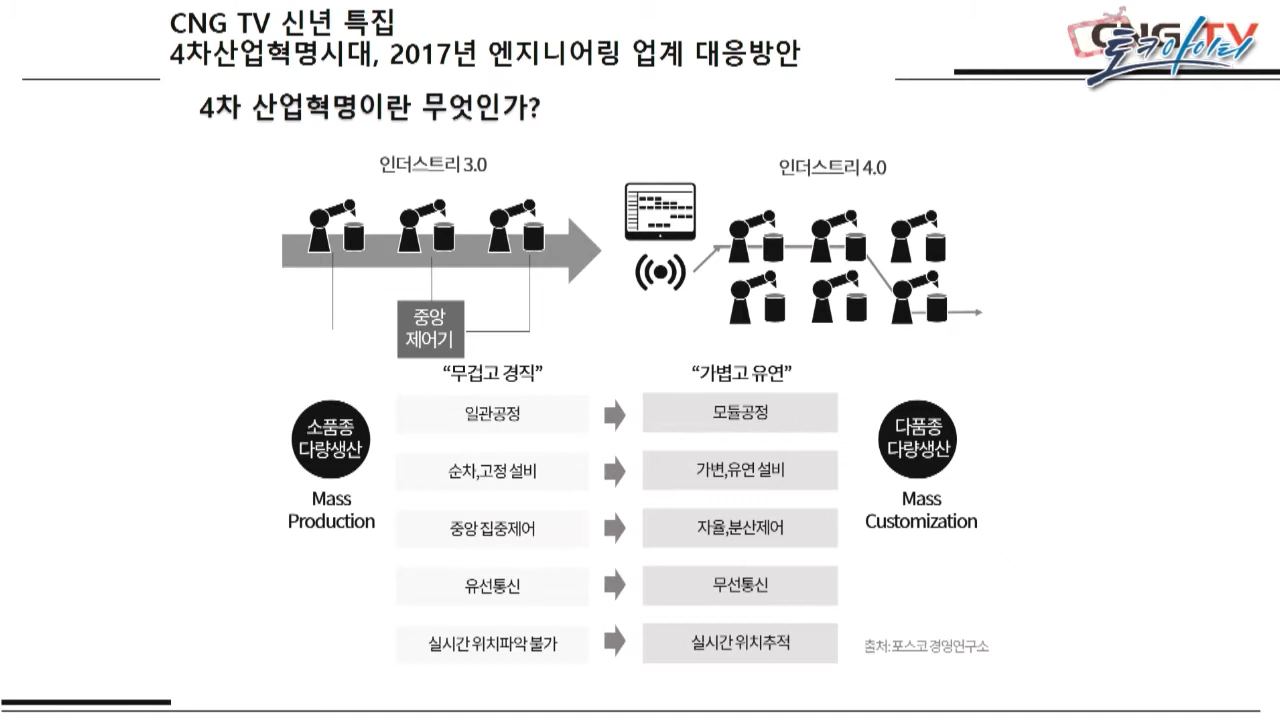 CNG TV 신년 특집
4차산업혁명시대, 2017년 엔지니어링 업계 대응방안
CNG TV
토크아이티
4차 산업혁명이란 무엇인가?
인더스트리 3.0
인더스트리 4.0
중앙
제어기
“무겁고 경직”
“가볍고 유연”
소품종
다량생산
Mass
Production
다품종
다량생산
Mass
Customization
일관공정
모듈공정
순차,고정 설비
가변,유연 설비
중앙 집중제어
자율,분산제어
유선통신
무선통신
실시간 위치파악 불가
실시간 위치추적
출처:포스코 경영연구소